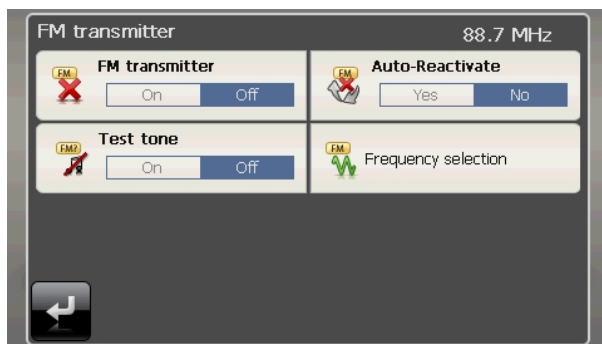 FM transmitter 88.7 MHz
FM FM transmitter
On Off
FM Auto-Reactivate
Yes No
FM? Test tone
On Off
FM Frequency selection